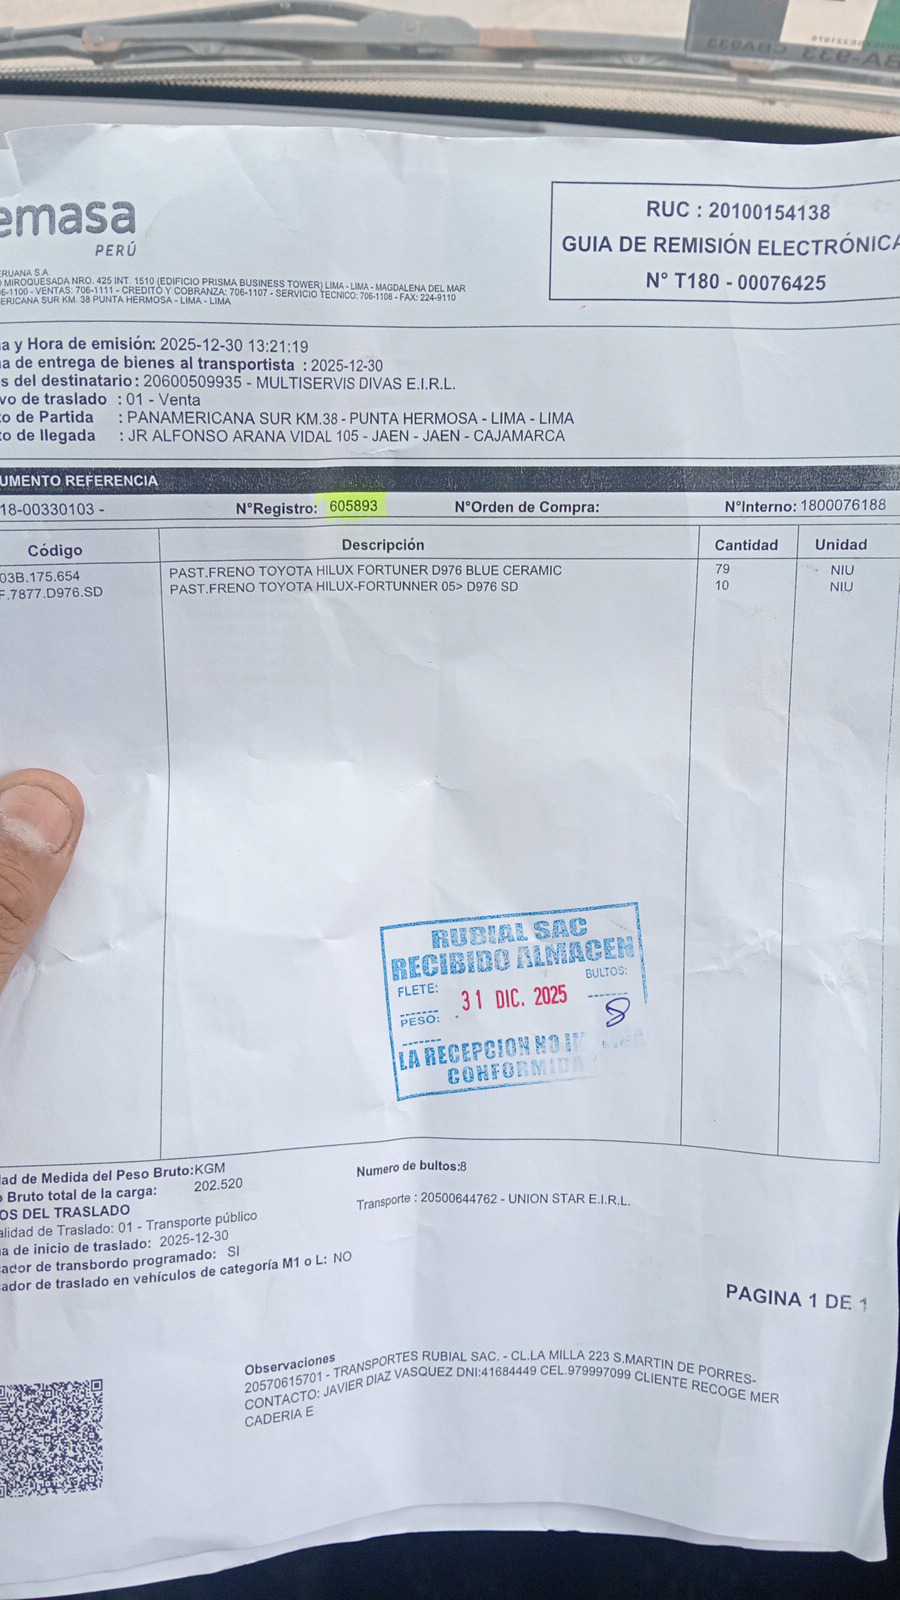 emasa
PERÚ
RUC : 20100154138
GUIA DE REMISIÓN ELECTRÓNICA
N° T180 - 00076425
ERUANA S.A
MIROQUESADA NRO. 425 INT. 1510 (EDIFICIO PRISMA BUSINESS TOWER) LIMA - LIMA - MAGDALENA DEL MAR
6-1100 - VENTAS: 706-1111 - CREDITO Y COBRANZA: 706-1107 - SERVICIO TECNICO: 706-1106 - FAX: 224-9110
ERICANA SUR KM. 38 PUNTA HERMOSA - LIMA - LIMA
a y Hora de emisión: 2025-12-30 13:21:19
a de entrega de bienes al transportista : 2025-12-30
s del destinatario : 20600509935 - MULTISERVIS DIVAS E.I.R.L.
vo de traslado : 01 - Venta
o de Partida : PANAMERICANA SUR KM.38 - PUNTA HERMOSA - LIMA - LIMA
o de llegada : JR ALFONSO ARANA VIDAL 105 - JAEN - JAEN - CAJAMARCA
UMENTO REFERENCIA
18-00330103 - N°Registro: 605893 N°Orden de Compra: N°Interno: 1800076188
Código Descripción Cantidad Unidad
03B.175.654 PAST.FRENO TOYOTA HILUX FORTUNER D976 BLUE CERAMIC 79 NIU
F.7877.D976.SD PAST.FRENO TOYOTA HILUX-FORTUNNER 05> D976 SD 10 NIU
RUBIAL SAC
RECIBIDO ALMACEN
FLETE: BULTOS:
31 DIC. 2025
PESO: 8
LA RECEPCION NO
CONFORMIDA
ad de Medida del Peso Bruto:KGM
Bruto total de la carga: 202.520
Numero de bultos:8
OS DEL TRASLADO
alidad de Traslado: 01 - Transporte público
Transporte : 20500644762 - UNION STAR E.I.R.L.
a de inicio de traslado: 2025-12-30
ador de transbordo programado: SI
ador de traslado en vehículos de categoría M1 o L: NO
PAGINA 1 DE 1
Observaciones
20570615701 - TRANSPORTES RUBIAL SAC. - CL.LA MILLA 223 S.MARTIN DE PORRES-
CONTACTO: JAVIER DIAZ VASQUEZ DNI:41684449 CEL.979997099 CLIENTE RECOGE MER
CADERIA E